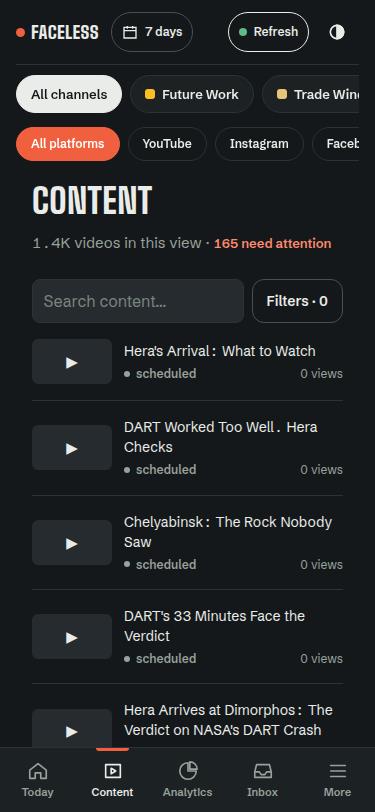 FACELESS
7 days
Refresh
All channels
Future Work
Trade Wind
All platforms
YouTube
Instagram
Faceb
CONTENT
1.4K videos in this view · 165 need attention
Search content...
Filters · 0
Hera's Arrival: What to Watch
scheduled
0 views
DART Worked Too Well. Hera
Checks
scheduled
0 views
Chelyabinsk: The Rock Nobody
Saw
scheduled
0 views
DART's 33 Minutes Face the
Verdict
scheduled
0 views
Hera Arrives at Dimorphos: The
Verdict on NASA's DART Crash
Today
Content
Analytics
Inbox
More